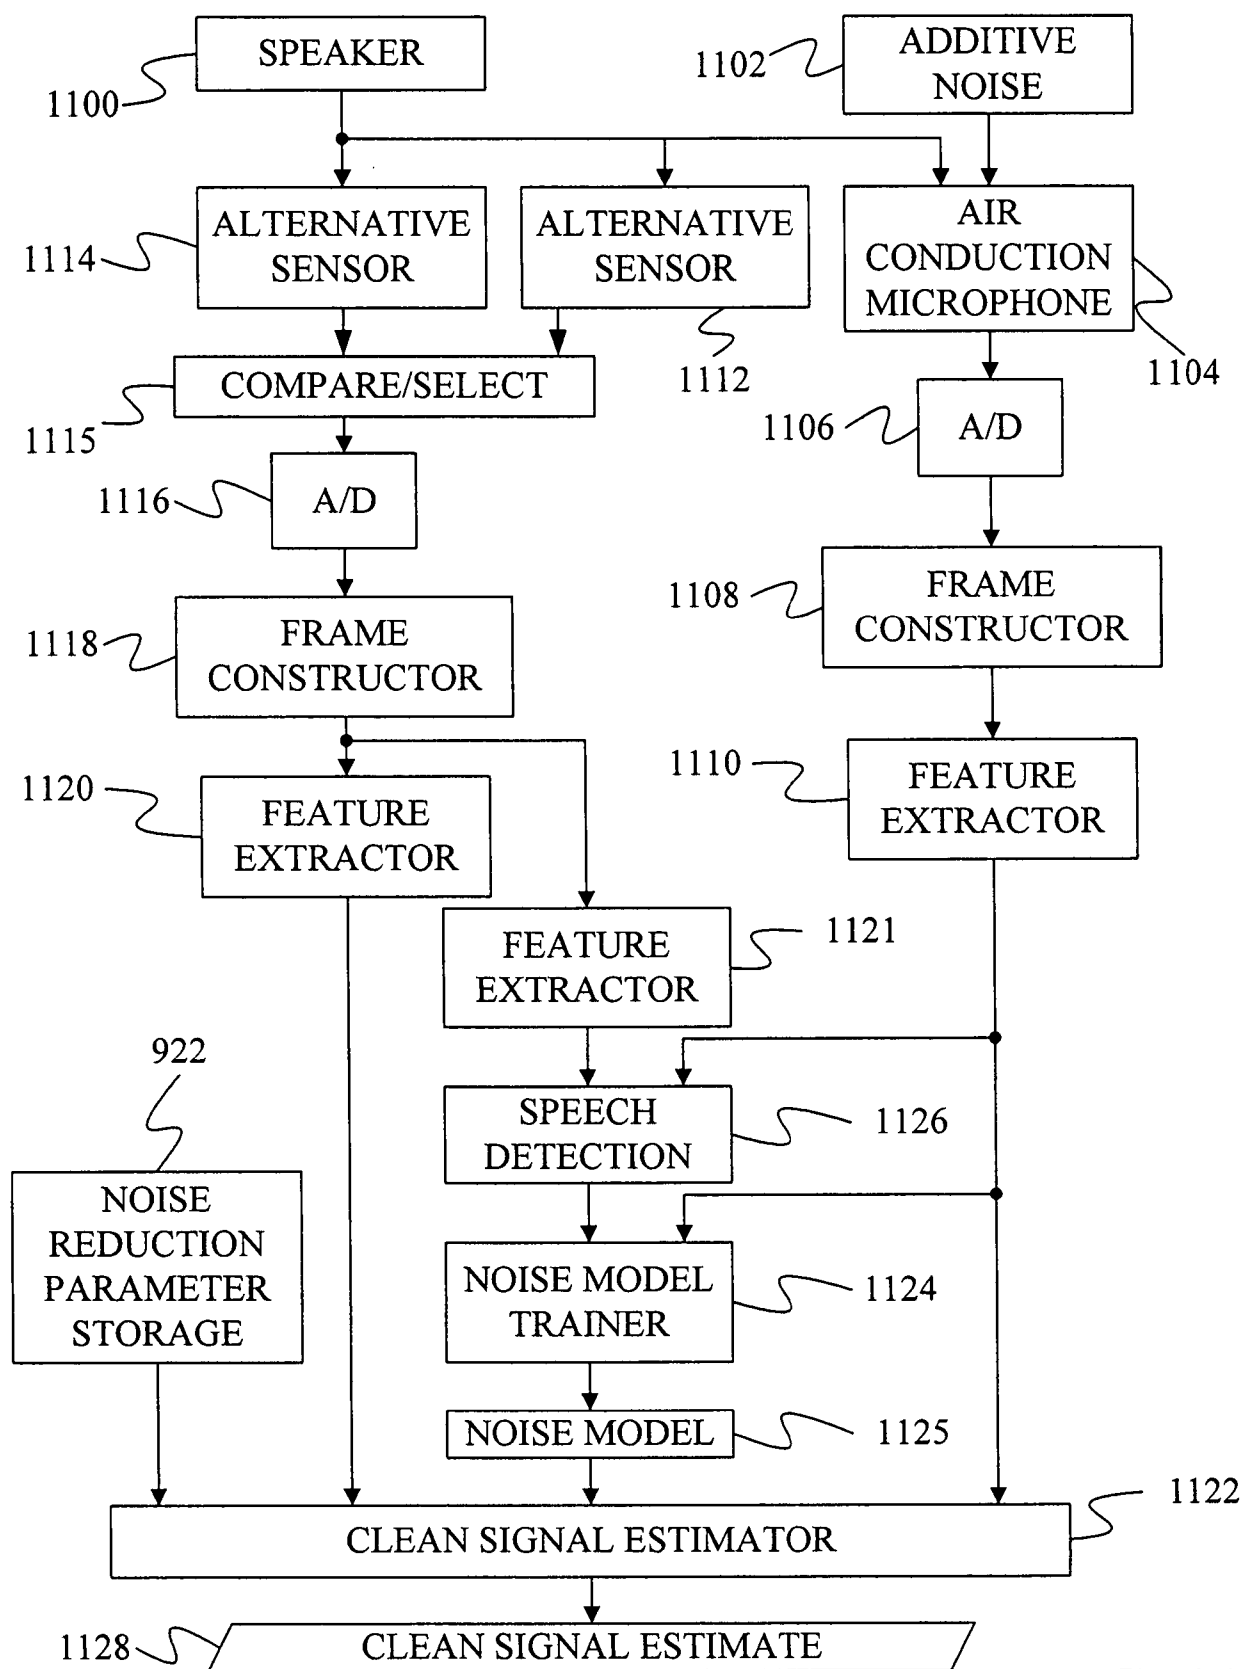 SPEAKER
1100
ADDITIVE
NOISE
1102
ALTERNATIVE
SENSOR
1114
ALTERNATIVE
SENSOR
1112
AIR
CONDUCTION
MICROPHONE
1104
COMPARE/SELECT
1115
A/D
1106
A/D
1116
FRAME
CONSTRUCTOR
1108
FRAME
CONSTRUCTOR
1118
FEATURE
EXTRACTOR
1110
FEATURE
EXTRACTOR
1120
FEATURE
EXTRACTOR
1121
922
SPEECH
DETECTION
1126
NOISE
REDUCTION
PARAMETER
STORAGE
NOISE MODEL
TRAINER
1124
NOISE MODEL
1125
CLEAN SIGNAL ESTIMATOR
1122
CLEAN SIGNAL ESTIMATE
1128